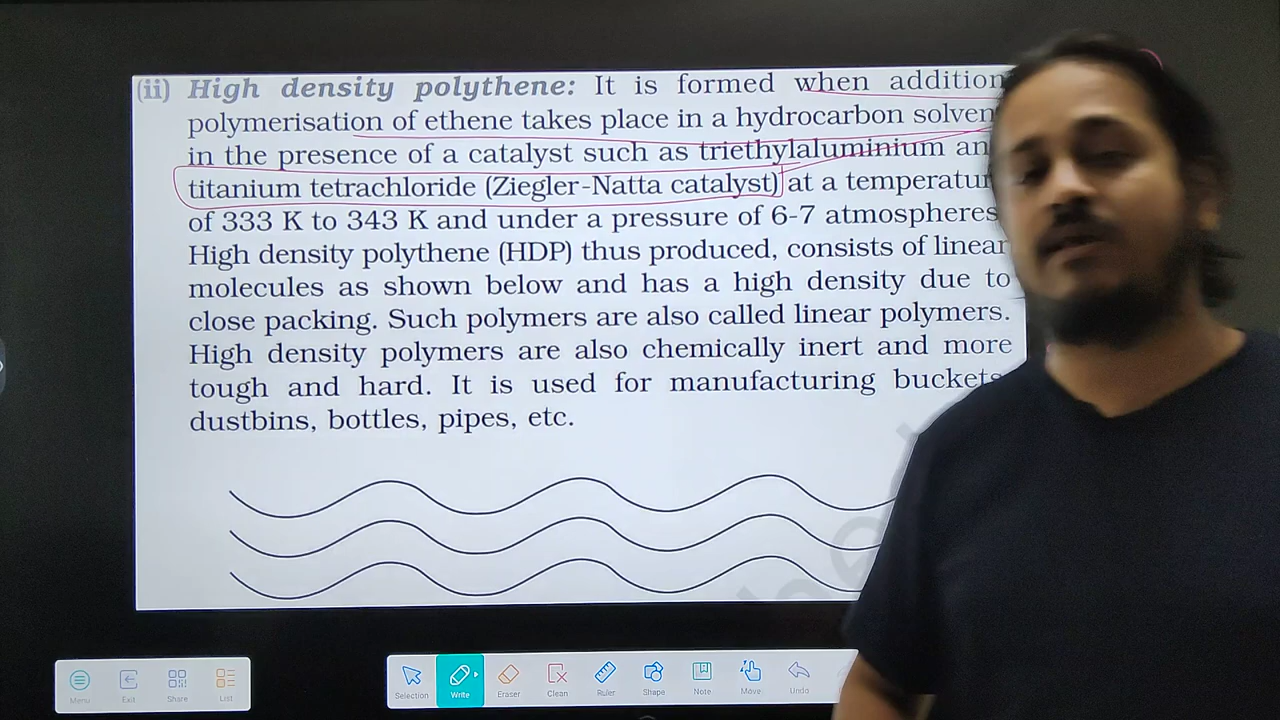 (ii) High density polythene: It is formed when addition
polymerisation of ethene takes place in a hydrocarbon solven
in the presence of a catalyst such as triethylaluminium an
titanium tetrachloride (Ziegler-Natta catalyst) at a temperatur
of 333 K to 343 K and under a pressure of 6-7 atmospheres
High density polythene (HDP) thus produced, consists of linear
molecules as shown below and has a high density due to
close packing. Such polymers are also called linear polymers.
High density polymers are also chemically inert and more
tough and hard. It is used for manufacturing buckets
dustbins, bottles, pipes, etc.
Menu Exit Share List Selection Write Eraser Clean Ruler Shape Note Move Undo